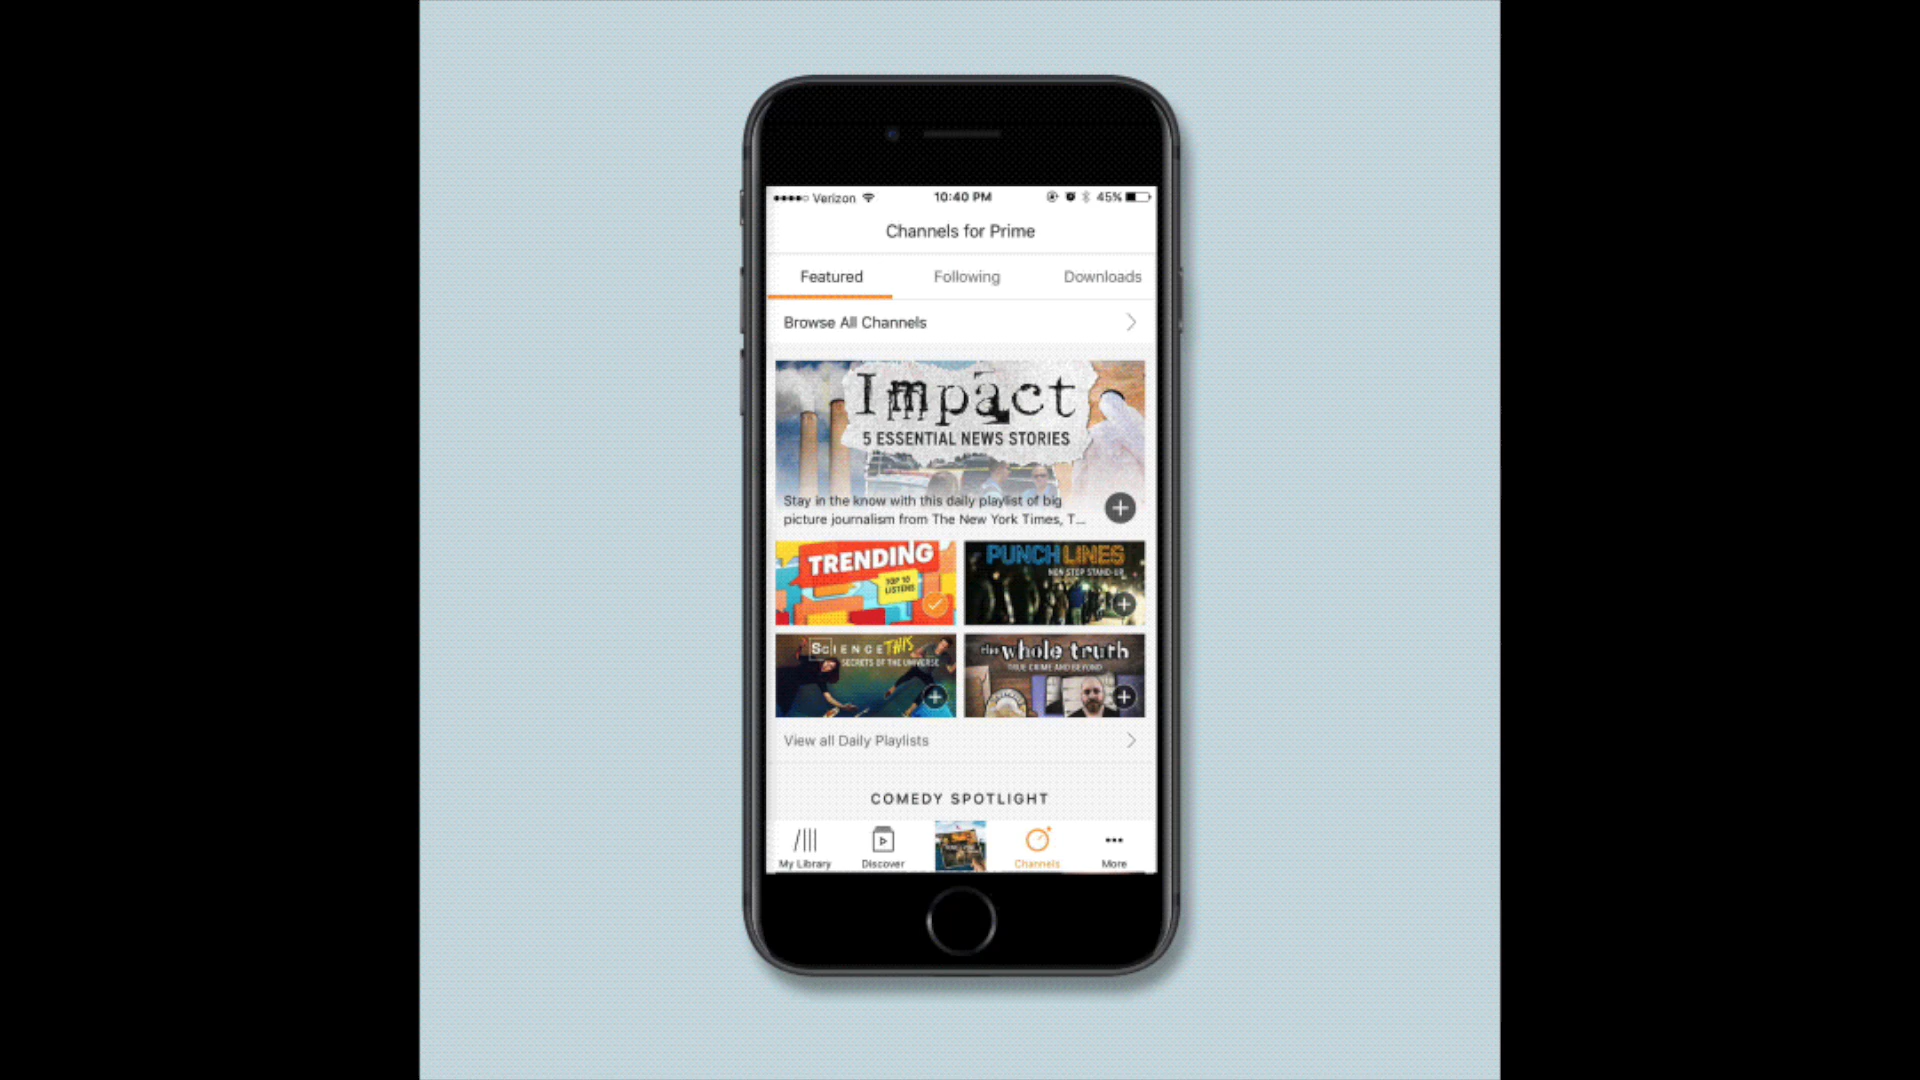 Verizon
10:40 PM
45%
Channels for Prime
Featured
Following
Downloads
Browse All Channels
Impact
5 ESSENTIAL NEWS STORIES
Stay in the know with this daily playlist of big
picture journalism from The New York Times, T...
TRENDING
TOP 10
LISTENS
PUNCHLINES
NON STOP STAND-UP
SCIENCE THIS
SECRETS OF THE UNIVERSE
the whole truth
TRUE CRIME AND BEYOND
View all Daily Playlists
COMEDY SPOTLIGHT
My Library
Discover
Channels
More